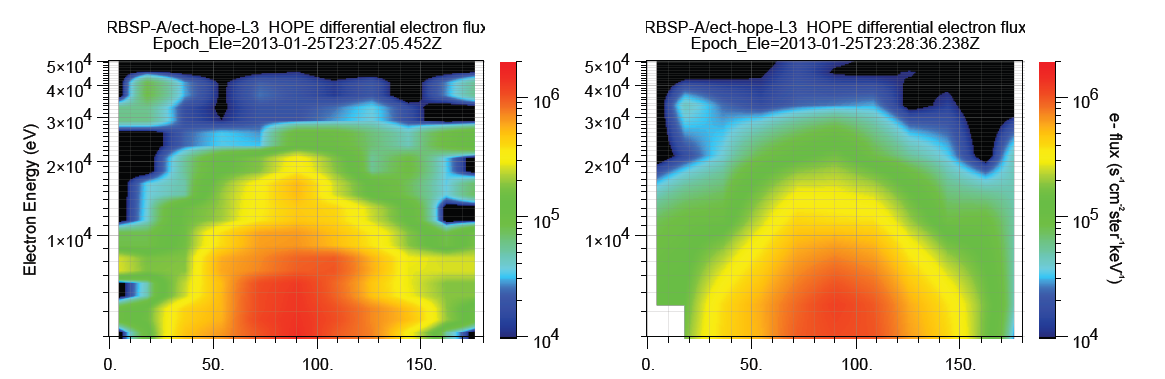 RBSP-A/ect-hope-L3 HOPE differential electron flux
Epoch_Ele=2013-01-25T23:27:05.452Z
Electron Energy (eV)
5×10⁴
4×10⁴
3×10⁴
2×10⁴
1×10⁴
0. 50. 100. 150.
10⁶
10⁵
10⁴
RBSP-A/ect-hope-L3 HOPE differential electron flux
Epoch_Ele=2013-01-25T23:28:36.238Z
5×10⁴
4×10⁴
3×10⁴
2×10⁴
1×10⁴
0. 50. 100. 150.
10⁶
10⁵
10⁴
e- flux (s⁻¹cm⁻²ster⁻¹keV⁻¹)